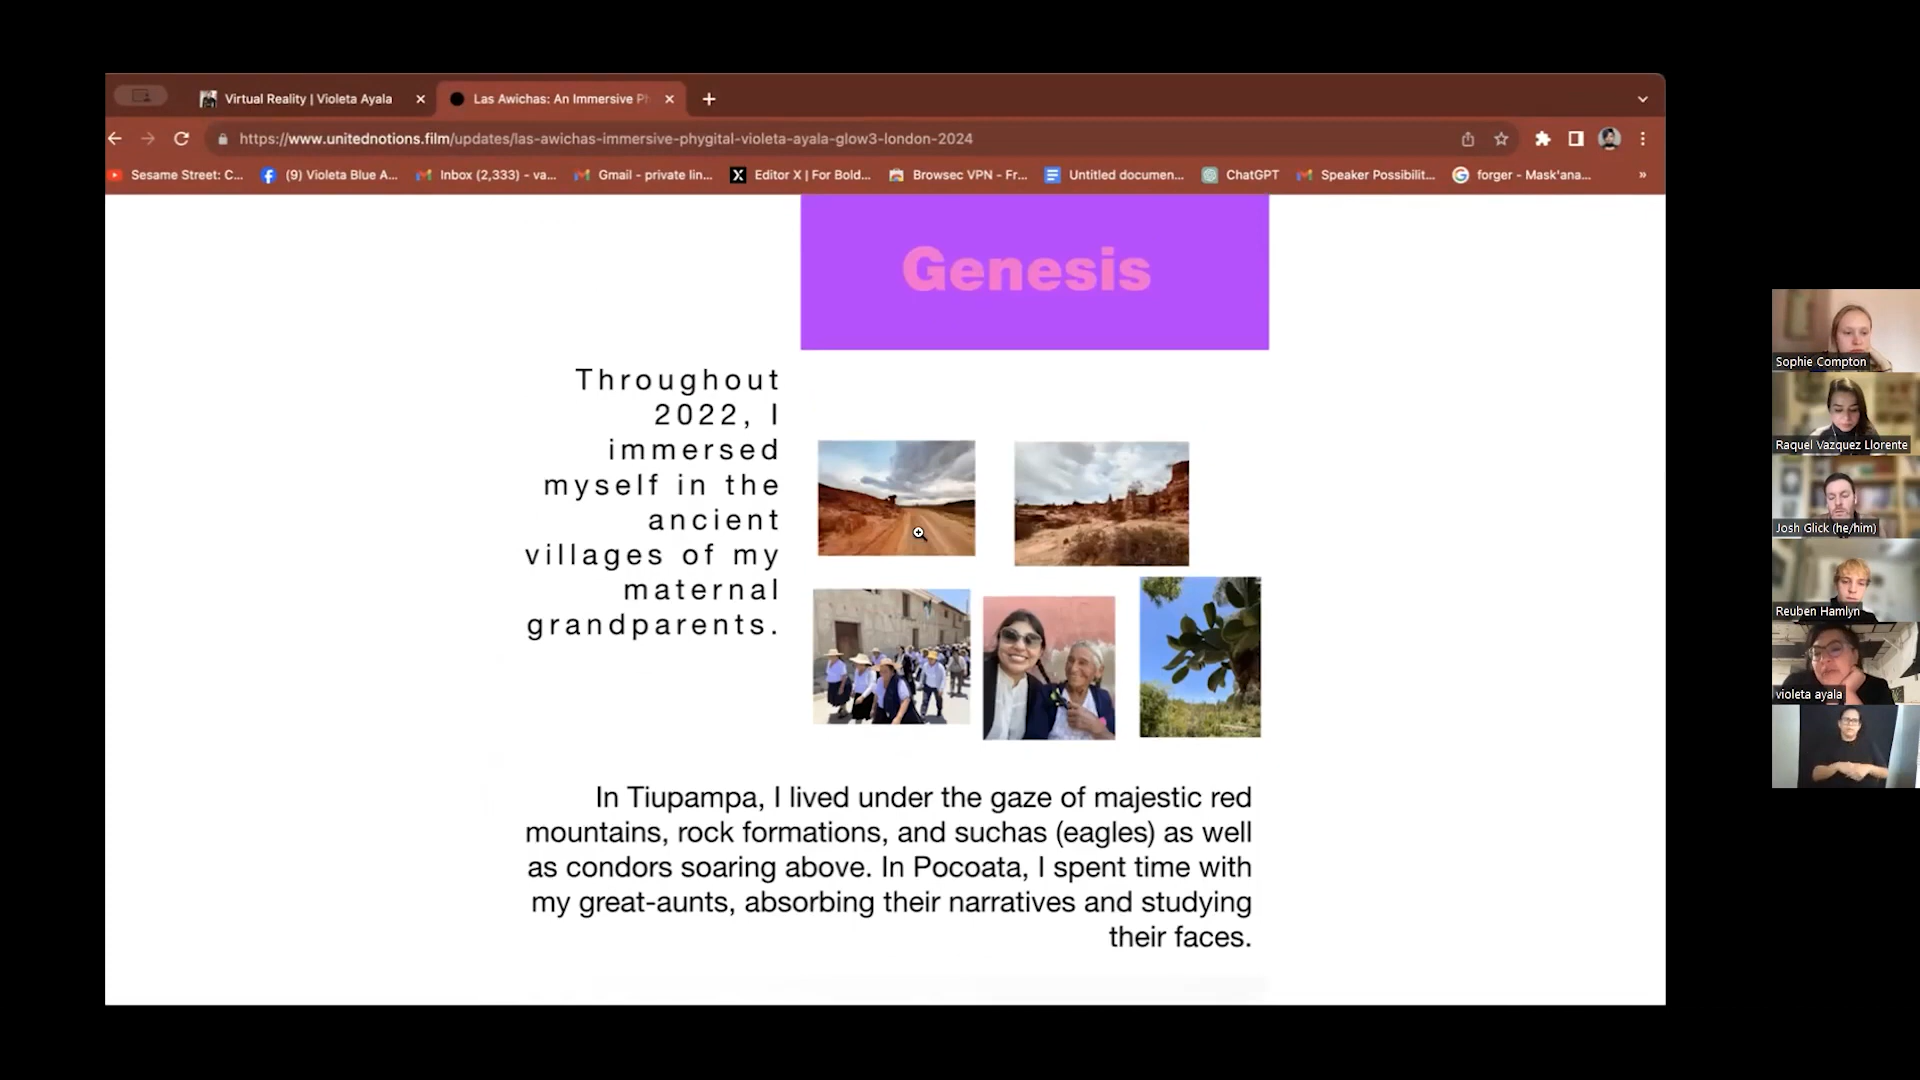 Virtual Reality | Violeta Ayala
Las Awichas: An Immersive Ph
https://www.unitednotions.film/updates/las-awichas-immersive-phygital-violeta-ayala-glow3-london-2024
Sesame Street: C...
(9) Violeta Blue A...
Inbox (2,333) - va...
Gmail - private lin...
Editor X | For Bold...
Browsec VPN - Fr...
Untitled documen...
ChatGPT
Speaker Possibilit...
forger - Mask'ana...
»
Genesis
Throughout
2022, I
immersed
myself in the
ancient
villages of my
maternal
grandparents.
In Tiupampa, I lived under the gaze of majestic red
mountains, rock formations, and suchas (eagles) as well
as condors soaring above. In Pocoata, I spent time with
my great-aunts, absorbing their narratives and studying
their faces.
Sophie Compton
Raquel Vazquez Llorente
Josh Glick (he/him)
Reuben Hamlyn
violeta ayala